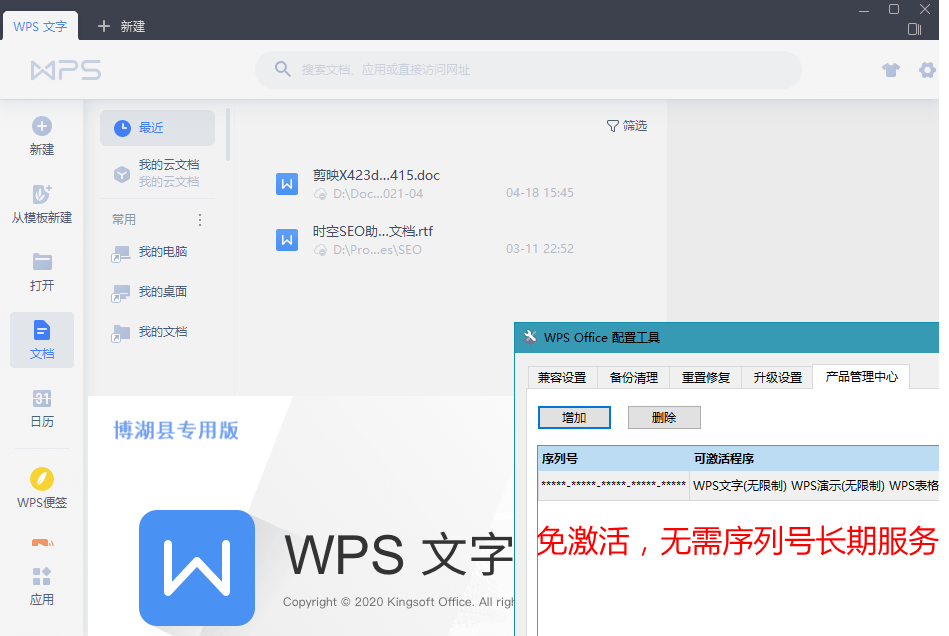 WPS 文字
新建
WPS
搜索文档、应用或直接访问网址
新建
从模板新建
打开
文档
31
日历
WPS便签
应用
最近
我的云文档
我的云文档
常用
我的电脑
我的桌面
我的文档
筛选
剪映X423d...415.doc
D:\Doc...021-04
04-18 15:45
时空SEO助...文档.rtf
D:\Pro...es\SEO
03-11 22:52
博湖县专用版
WPS 文字
Copyright © 2020 Kingsoft Office. All righ
WPS Office 配置工具
兼容设置 备份清理 重置修复 升级设置 产品管理中心
增加 删除
序列号 可激活程序
*****-*****-*****-*****-***** WPS文字(无限制) WPS演示(无限制) WPS表格
免激活，无需序列号长期服务